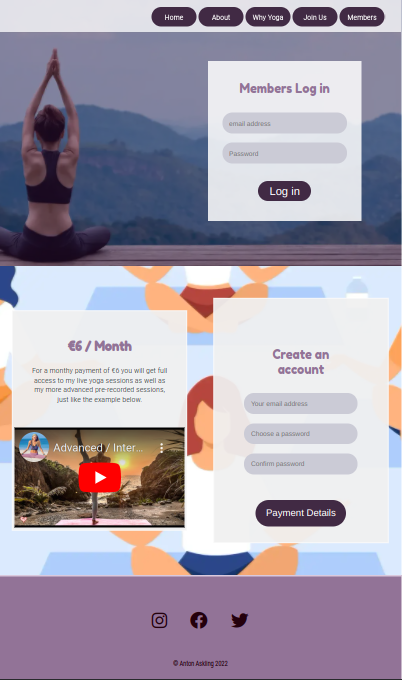 Home
About
Why Yoga
Join Us
Members
Members Log in
email address
Password
Log in
€6 / Month
For a monthy payment of €6 you will get full
access to my live yoga sessions as well as
my more advanced pre-recorded sessions,
just like the example below.
Advanced / Inter...
Create an
account
Your email address
Choose a password
Confirm password
Payment Details
© Anton Askling 2022